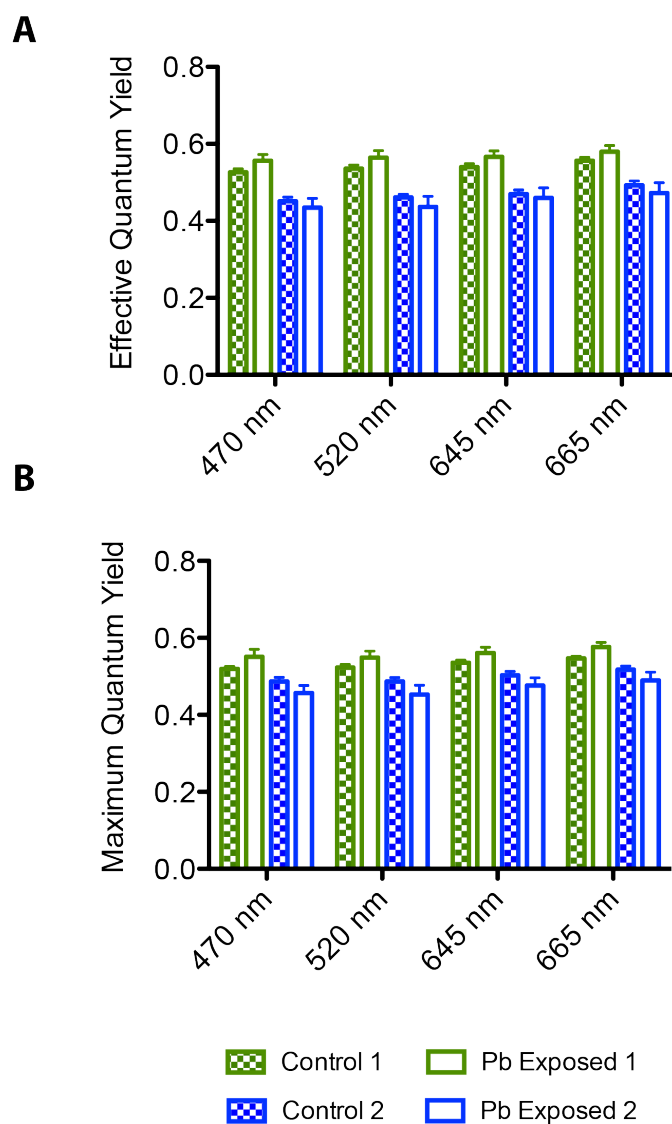 A
Effective Quantum Yield
0.8
0.6
0.4
0.2
0.0
470 nm
520 nm
645 nm
665 nm
B
Maximum Quantum Yield
0.8
0.6
0.4
0.2
0.0
470 nm
520 nm
645 nm
665 nm
Control 1
Pb Exposed 1
Control 2
Pb Exposed 2